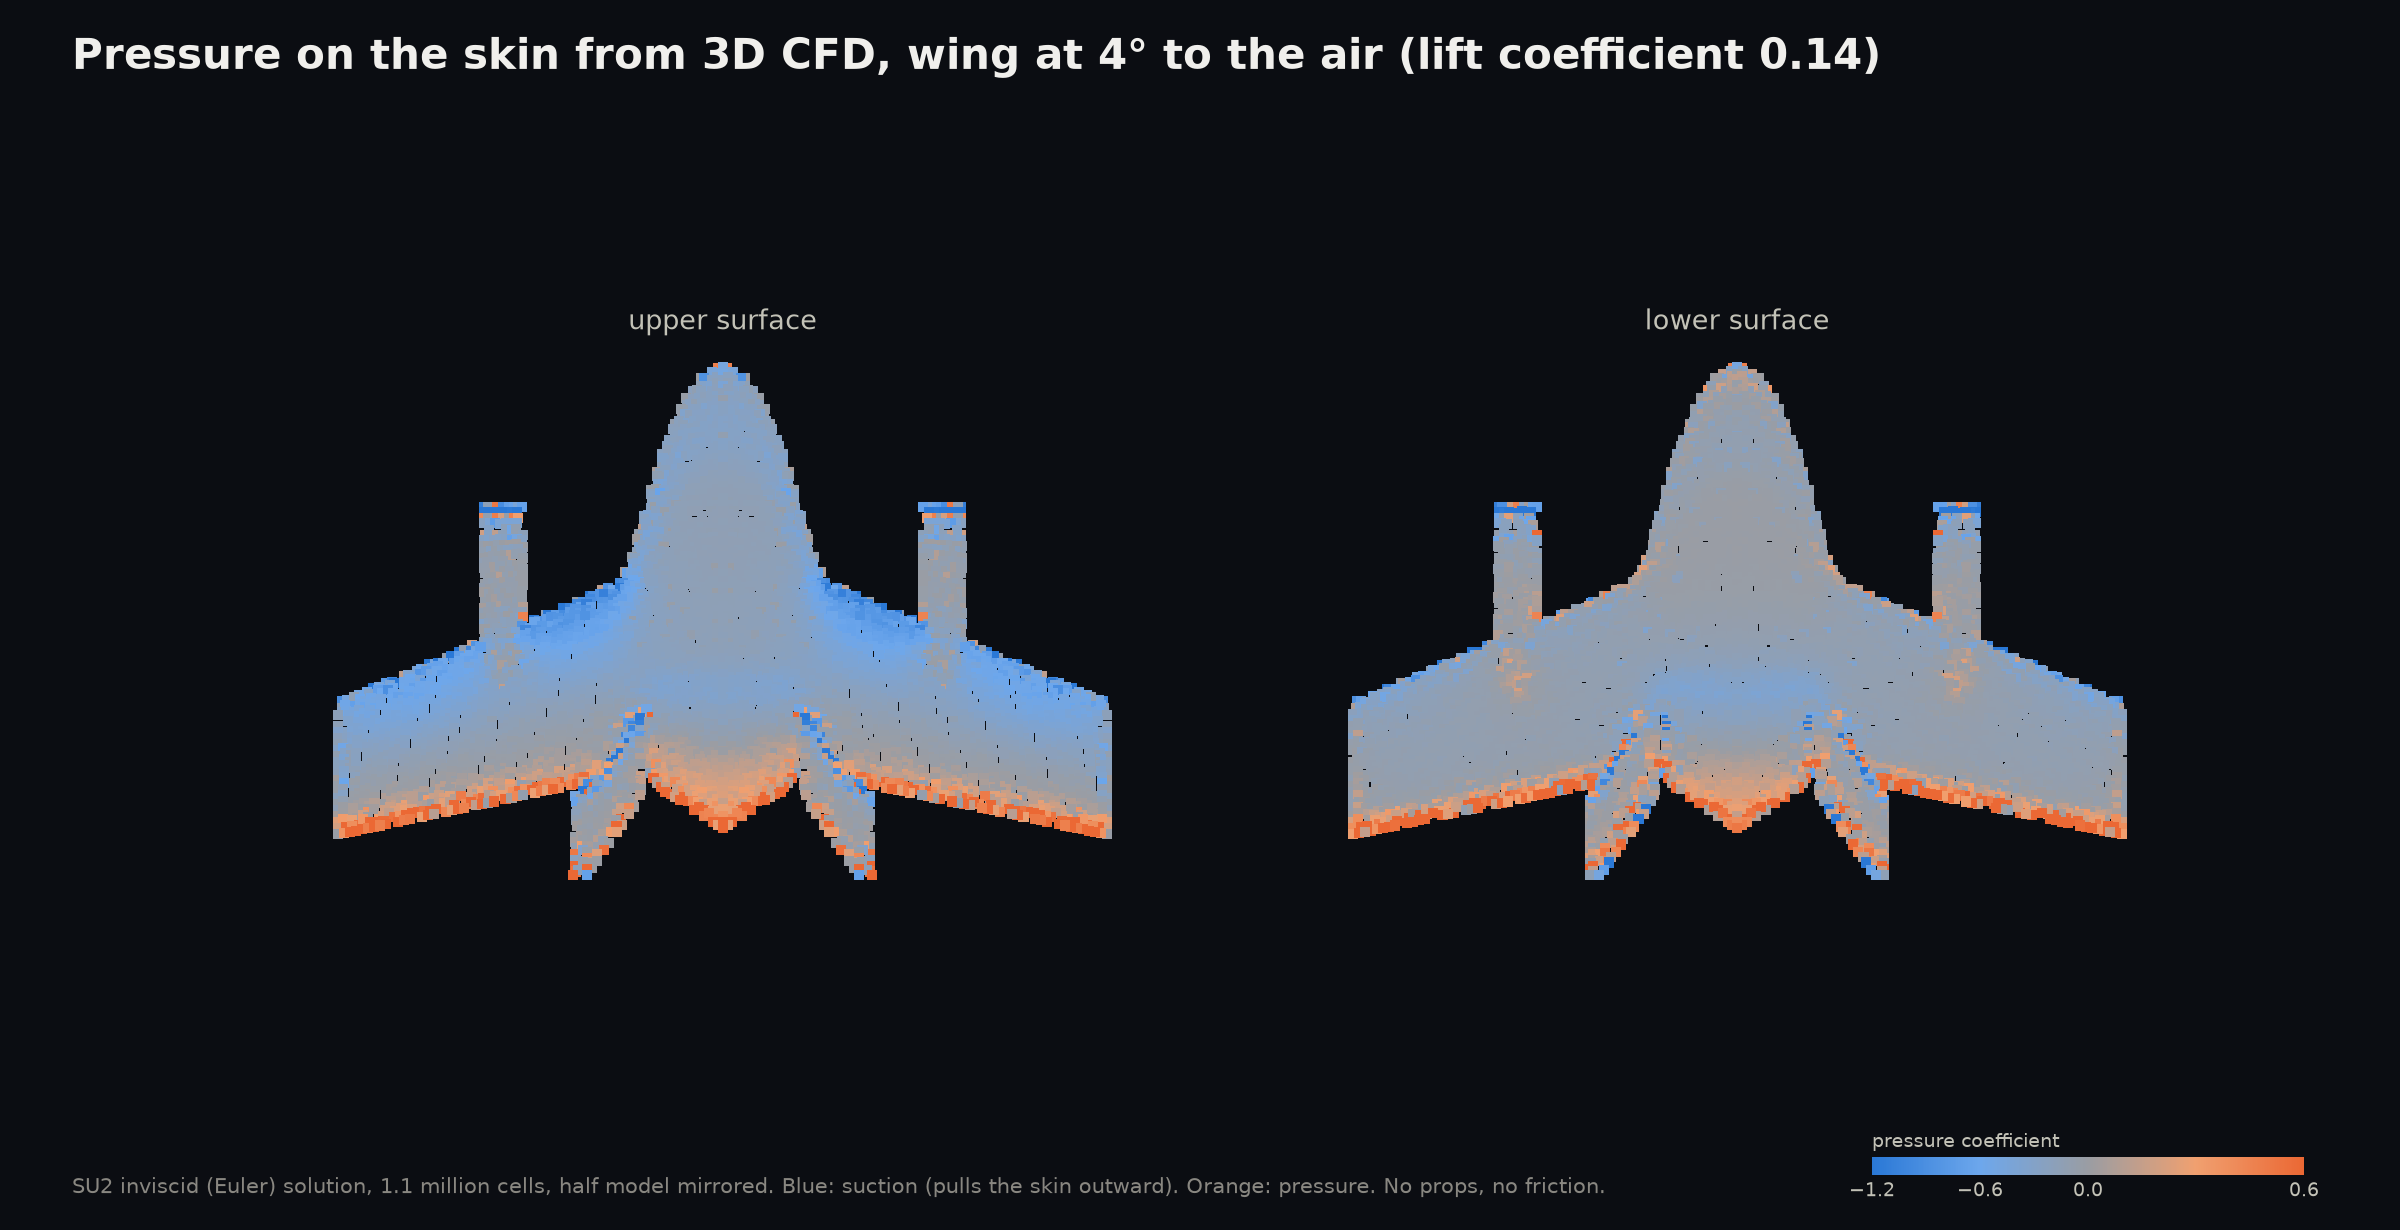 Pressure on the skin from 3D CFD, wing at 4° to the air (lift coefficient 0.14)
upper surface
lower surface
pressure coefficient
−1.2
−0.6
0.0
0.6
SU2 inviscid (Euler) solution, 1.1 million cells, half model mirrored. Blue: suction (pulls the skin outward). Orange: pressure. No props, no friction.